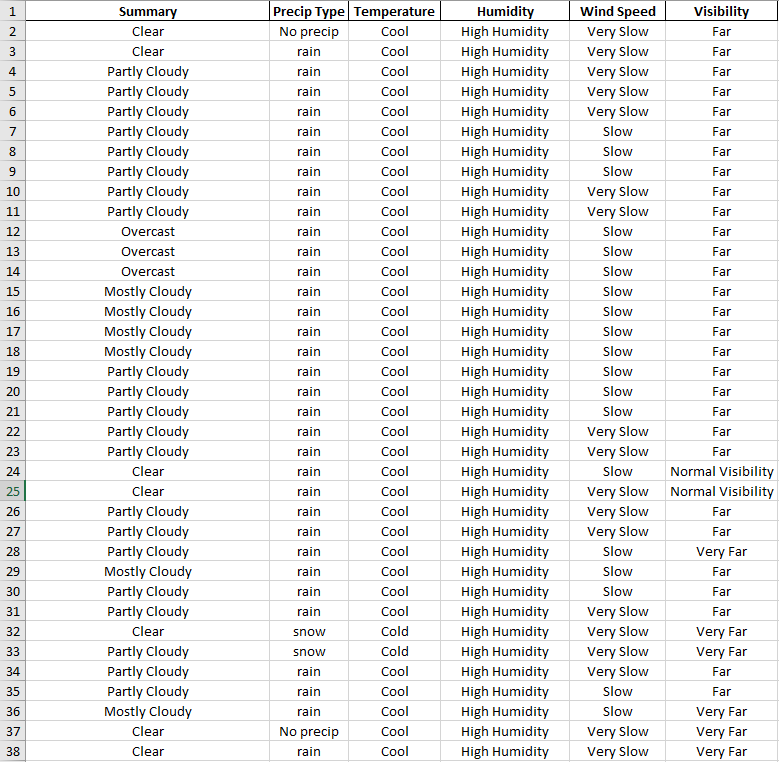 1 Summary Precip Type Temperature Humidity Wind Speed Visibility
2 Clear No precip Cool High Humidity Very Slow Far
3 Clear rain Cool High Humidity Very Slow Far
4 Partly Cloudy rain Cool High Humidity Very Slow Far
5 Partly Cloudy rain Cool High Humidity Very Slow Far
6 Partly Cloudy rain Cool High Humidity Very Slow Far
7 Partly Cloudy rain Cool High Humidity Slow Far
8 Partly Cloudy rain Cool High Humidity Slow Far
9 Partly Cloudy rain Cool High Humidity Slow Far
10 Partly Cloudy rain Cool High Humidity Very Slow Far
11 Partly Cloudy rain Cool High Humidity Very Slow Far
12 Overcast rain Cool High Humidity Slow Far
13 Overcast rain Cool High Humidity Slow Far
14 Overcast rain Cool High Humidity Slow Far
15 Mostly Cloudy rain Cool High Humidity Slow Far
16 Mostly Cloudy rain Cool High Humidity Slow Far
17 Mostly Cloudy rain Cool High Humidity Slow Far
18 Mostly Cloudy rain Cool High Humidity Slow Far
19 Partly Cloudy rain Cool High Humidity Slow Far
20 Partly Cloudy rain Cool High Humidity Slow Far
21 Partly Cloudy rain Cool High Humidity Slow Far
22 Partly Cloudy rain Cool High Humidity Very Slow Far
23 Partly Cloudy rain Cool High Humidity Very Slow Far
24 Clear rain Cool High Humidity Slow Normal Visibility
25 Clear rain Cool High Humidity Very Slow Normal Visibility
26 Partly Cloudy rain Cool High Humidity Very Slow Far
27 Partly Cloudy rain Cool High Humidity Very Slow Far
28 Partly Cloudy rain Cool High Humidity Slow Very Far
29 Mostly Cloudy rain Cool High Humidity Slow Far
30 Partly Cloudy rain Cool High Humidity Slow Far
31 Partly Cloudy rain Cool High Humidity Very Slow Far
32 Clear snow Cold High Humidity Very Slow Very Far
33 Partly Cloudy snow Cold High Humidity Very Slow Very Far
34 Partly Cloudy rain Cool High Humidity Very Slow Far
35 Partly Cloudy rain Cool High Humidity Slow Far
36 Mostly Cloudy rain Cool High Humidity Slow Very Far
37 Clear No precip Cool High Humidity Very Slow Very Far
38 Clear rain Cool High Humidity Very Slow Very Far